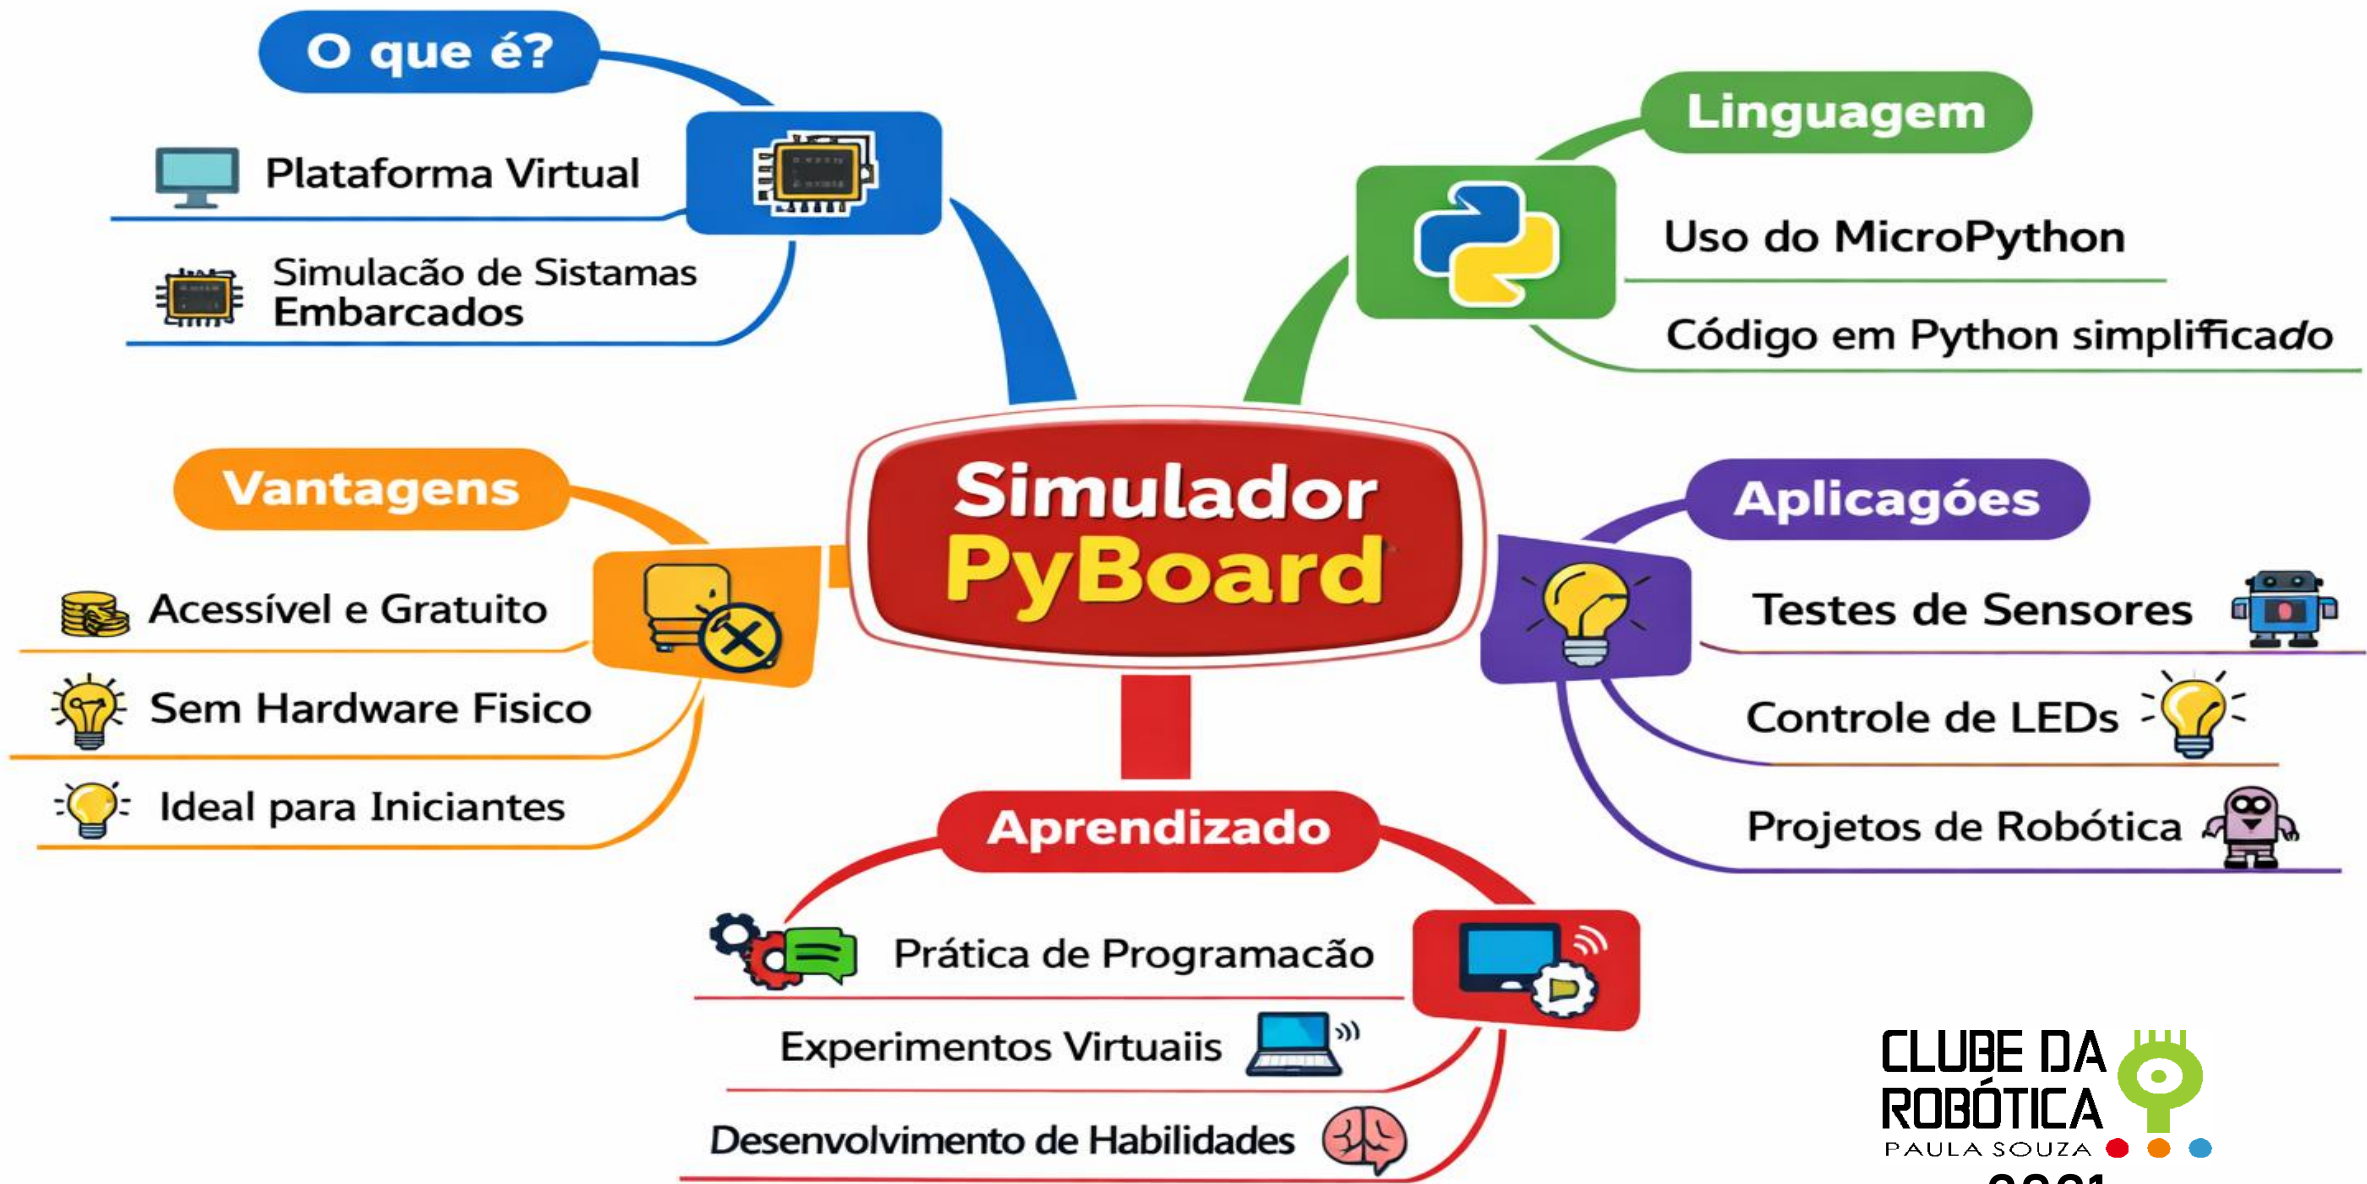 O que é?
Plataforma Virtual
Simulacão de Sistamas
Embarcados
Linguagem
Uso do MicroPython
Código em Python simplifficado
Simulador
PyBoard
Vantagens
Acessível e Gratuito
Sem Hardware Fisico
Ideal para Iniciantes
Aplicagóes
Testes de Sensores
Controle de LEDs
Projetos de Robótica
Aprendizado
Prática de Programacão
Experimentos Virtuaiis
Desenvolvimento de Habilidades
CLUBE DA
ROBÓTICA
PAULA SOUZA